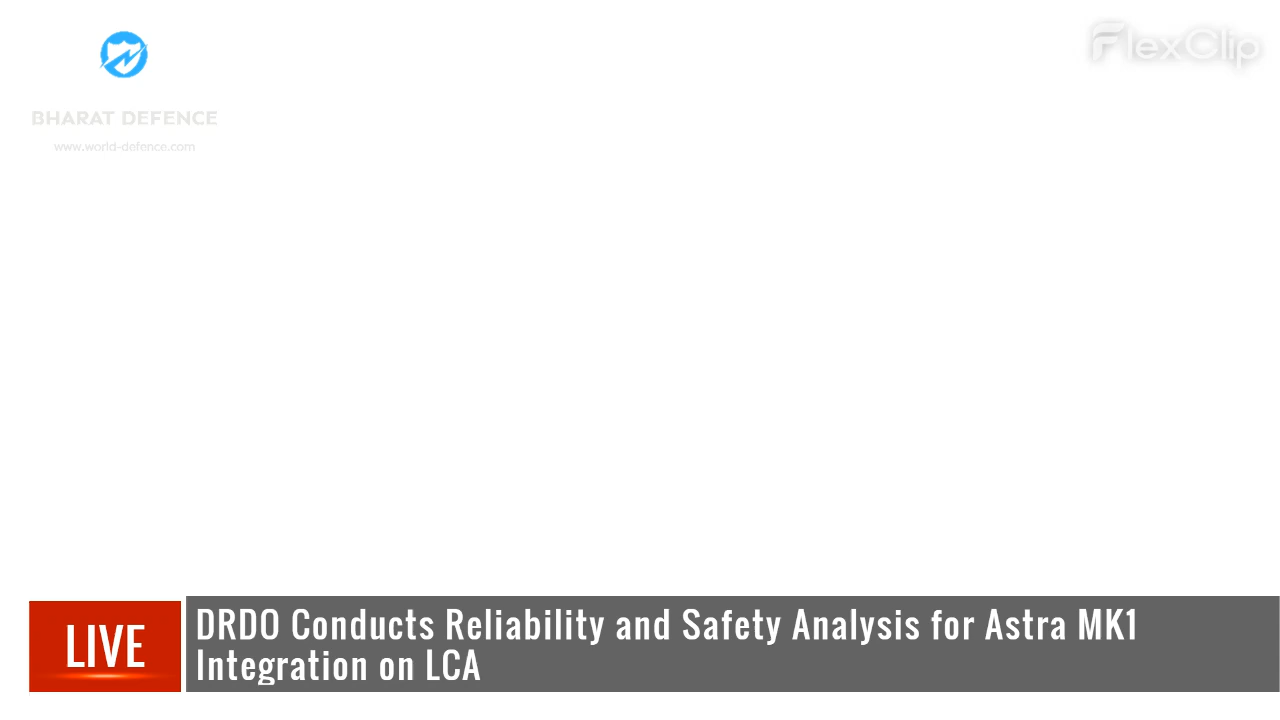 FlexClip
BHARAT DEFENCE
www.world-defence.com
LIVE
DRDO Conducts Reliability and Safety Analysis for Astra MK1
Integration on LCA